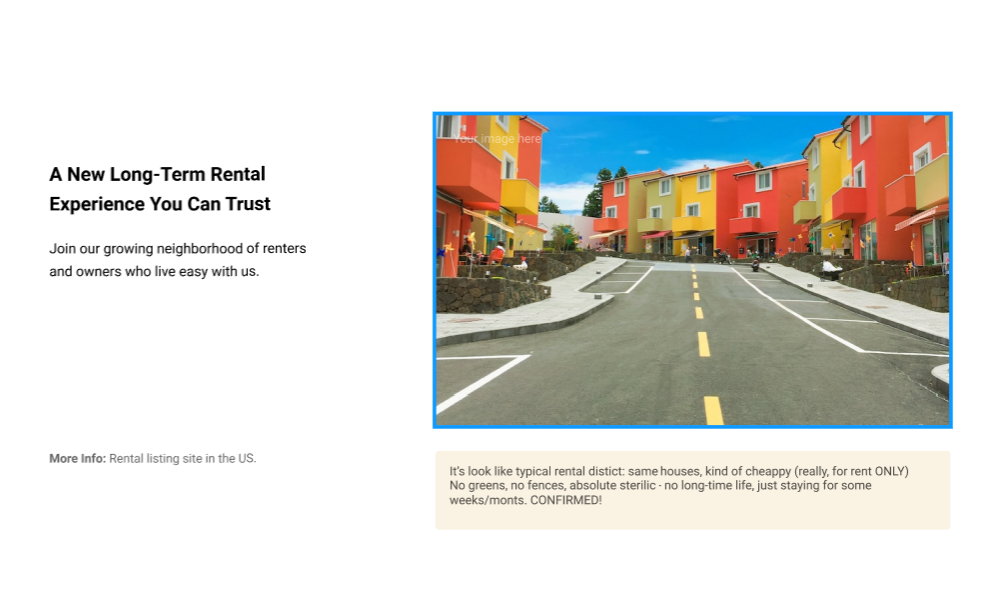 Your image here
A New Long-Term Rental
Experience You Can Trust
Join our growing neighborhood of renters
and owners who live easy with us.
More Info: Rental listing site in the US.
It's look like typical rental distict: same houses, kind of cheappy (really, for rent ONLY)
No greens, no fences, absolute sterilic - no long-time life, just staying for some
weeks/monts. CONFIRMED!